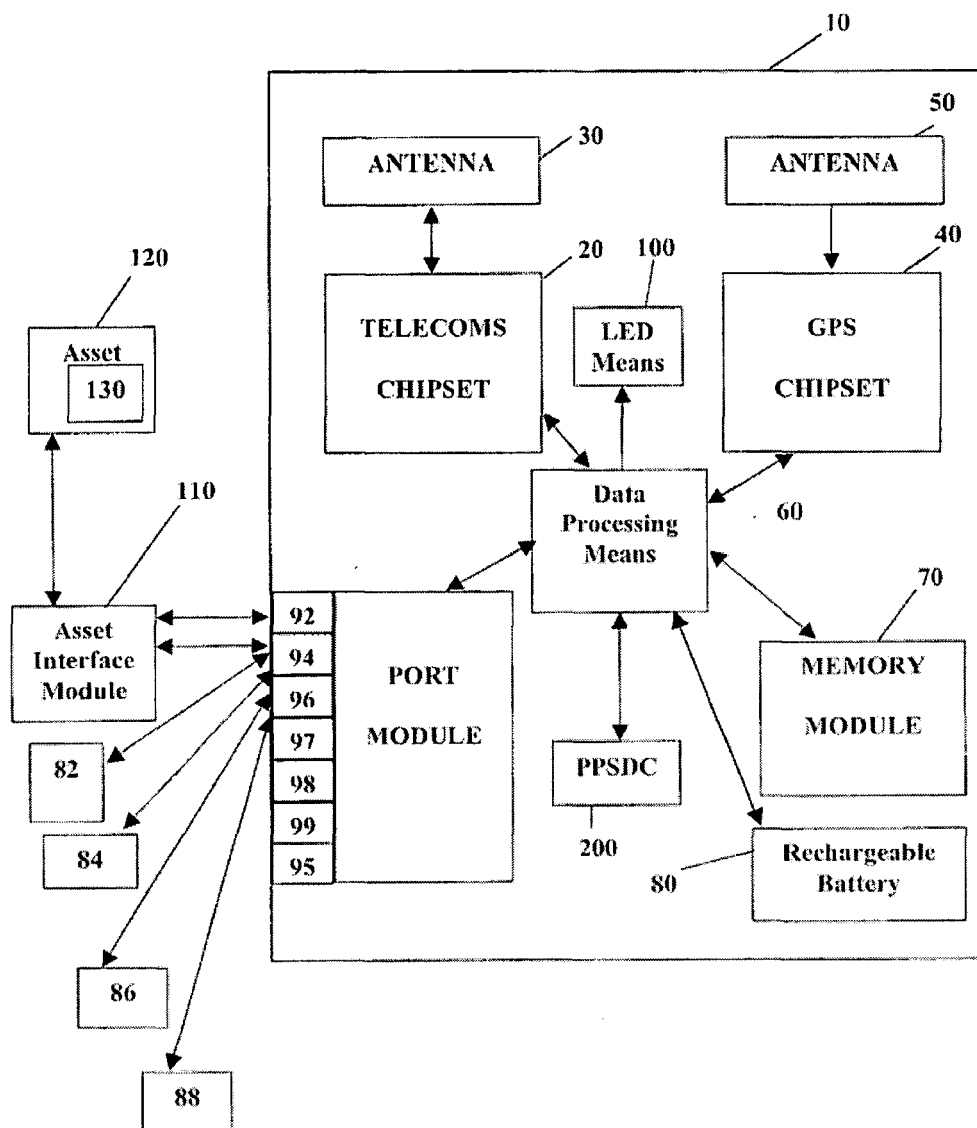 10
30
50
ANTENNA
ANTENNA
120
20
100
40
Asset
130
TELECOMS
CHIPSET
LED
Means
GPS
CHIPSET
110
Data
Processing
Means
60
70
Asset
Interface
Module
92
94
96
97
98
99
95
PORT
MODULE
MEMORY
MODULE
82
84
PPSDC
200
80
Rechargeable
Battery
86
88